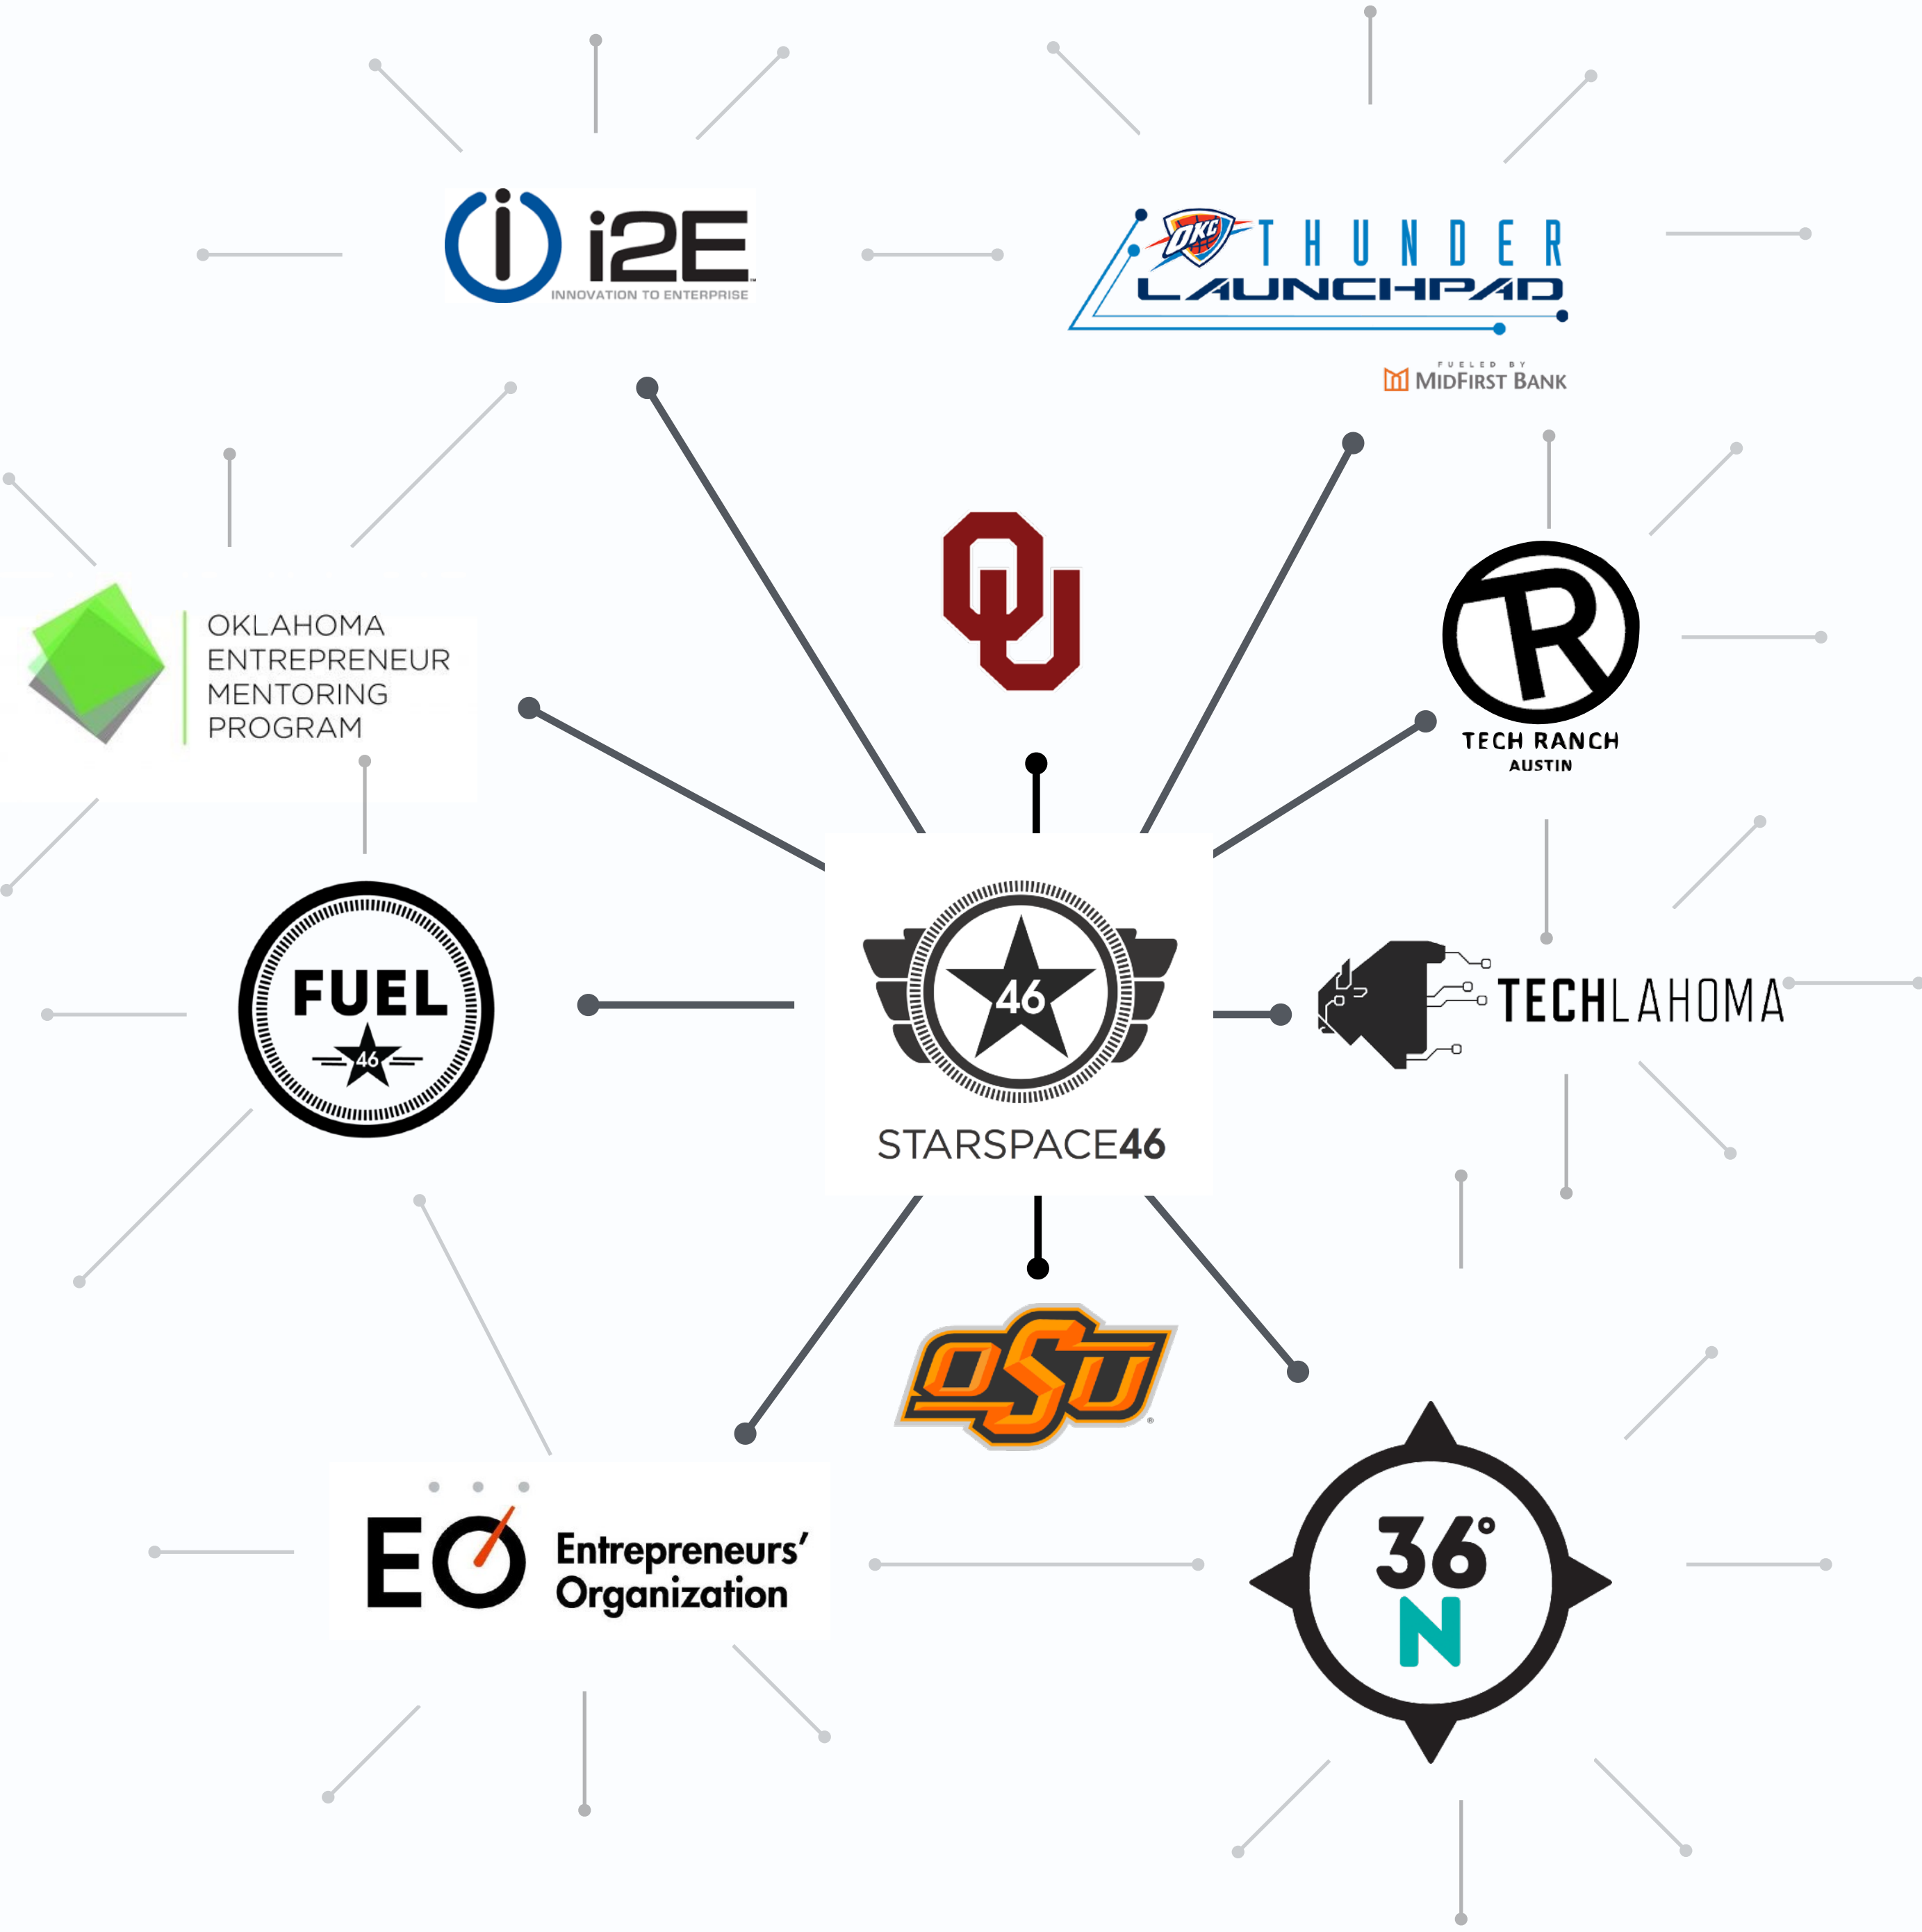 i i2E
INNOVATION TO ENTERPRISE
OKC THUNDER
LAUNCHPAD
FUELED BY
MIDFIRST BANK
OU
OKLAHOMA
ENTREPRENEUR
MENTORING
PROGRAM
TR
TECH RANCH
AUSTIN
FUEL
46
46
STARSPACE46
TECHLAHOMA
OSU
EO
Entrepreneurs’
Organization
36°
N